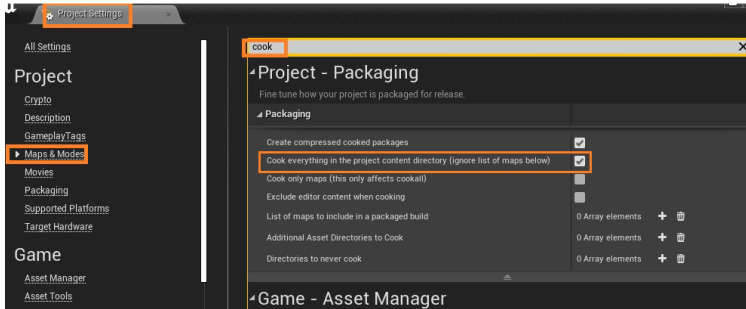 Project Settings
All Settings
Project
Crypto
Description
GameplayTags
Maps & Modes
Movies
Packaging
Supported Platforms
Target Hardware
Game
Asset Manager
Asset Tools
cook
Project - Packaging
Fine tune how your project is packaged for release.
Packaging
Create compressed cooked packages
Cook everything in the project content directory (ignore list of maps below)
Cook only maps (this only affects cookall)
Exclude editor content when cooking
List of maps to include in a packaged build 0 Array elements
Additional Asset Directories to Cook 0 Array elements
Directories to never cook 0 Array elements
Game - Asset Manager